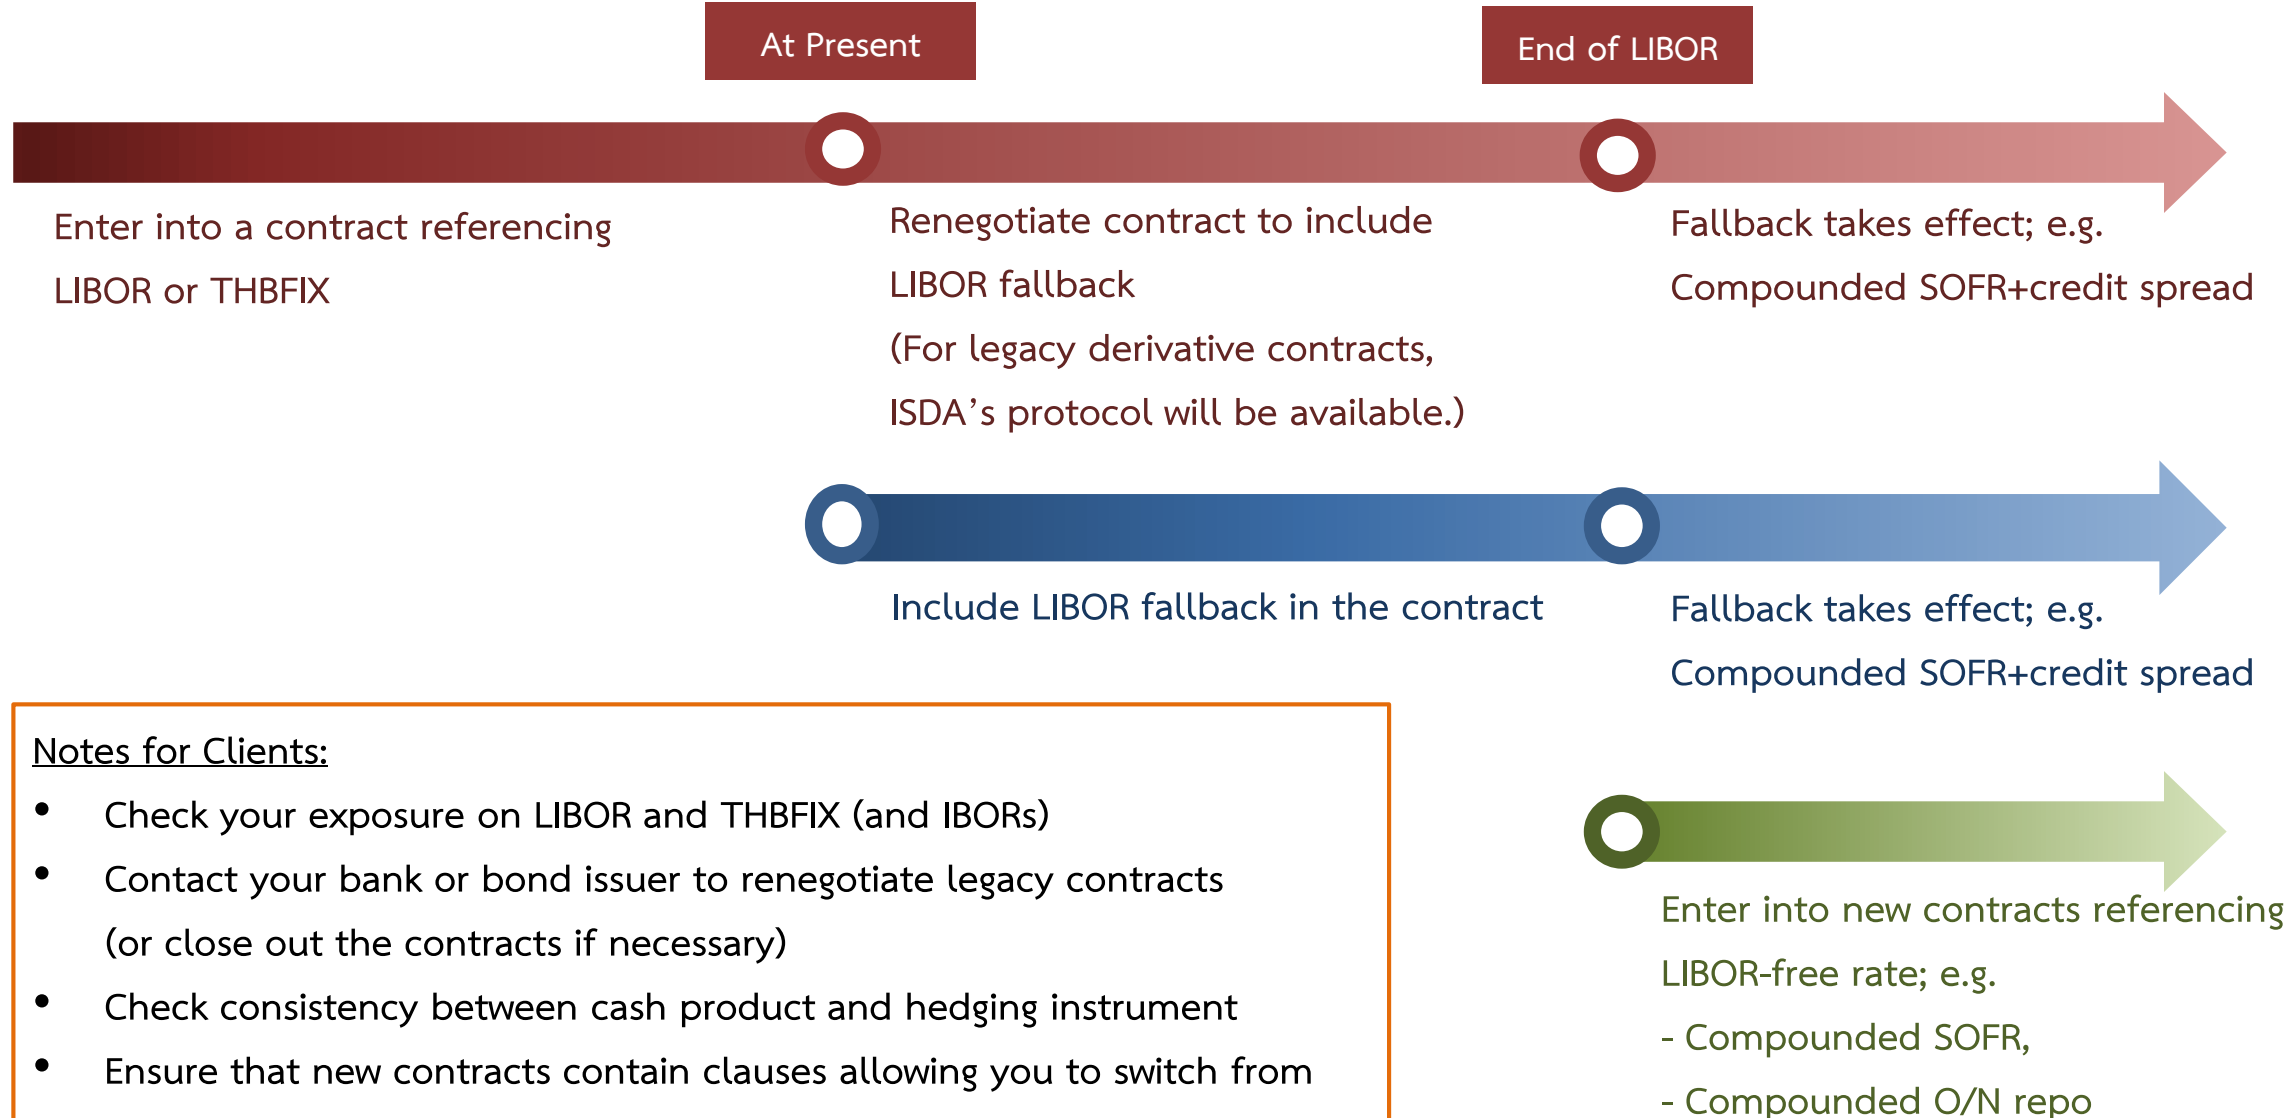 At Present
End of LIBOR
Enter into a contract referencing
LIBOR or THBFIX
Renegotiate contract to include
LIBOR fallback
(For legacy derivative contracts,
ISDA’s protocol will be available.)
Fallback takes effect; e.g.
Compounded SOFR+credit spread
Include LIBOR fallback in the contract
Fallback takes effect; e.g.
Compounded SOFR+credit spread
Notes for Clients:
• Check your exposure on LIBOR and THBFIX (and IBORs)
• Contact your bank or bond issuer to renegotiate legacy contracts
(or close out the contracts if necessary)
• Check consistency between cash product and hedging instrument
• Ensure that new contracts contain clauses allowing you to switch from
Enter into new contracts referencing
LIBOR-free rate; e.g.
- Compounded SOFR,
- Compounded O/N repo